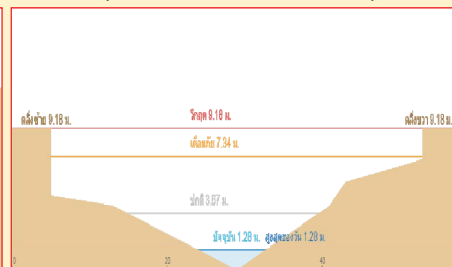 วิกฤต 9.18 ม.
ตลิ่งซ้าย 9.18 ม.
ตลิ่งขวา 9.18 ม.
เตือนภัย 7.34 ม.
ปกติ 3.67 ม.
ปัจจุบัน 1.28 ม. สูงสุดของวัน 1.28 ม.
0 20 40